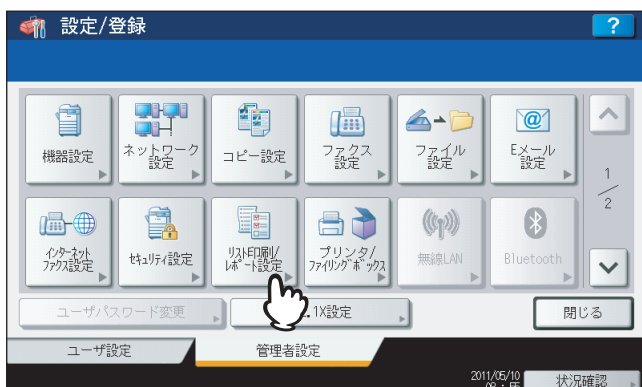 設定/登録
?
機器設定
ネットワーク
設定
コピー設定
ファクス
設定
ファイル
設定
Eメール
設定
1
2
インターネット
ファクス設定
セキュリティ設定
リスト印刷/
レポート設定
プリンタ/
ファイリングボックス
無線LAN
Bluetooth
ユーザパスワード変更
.1X設定
閉じる
ユーザ設定
管理者設定
2011/05/10
状況確認